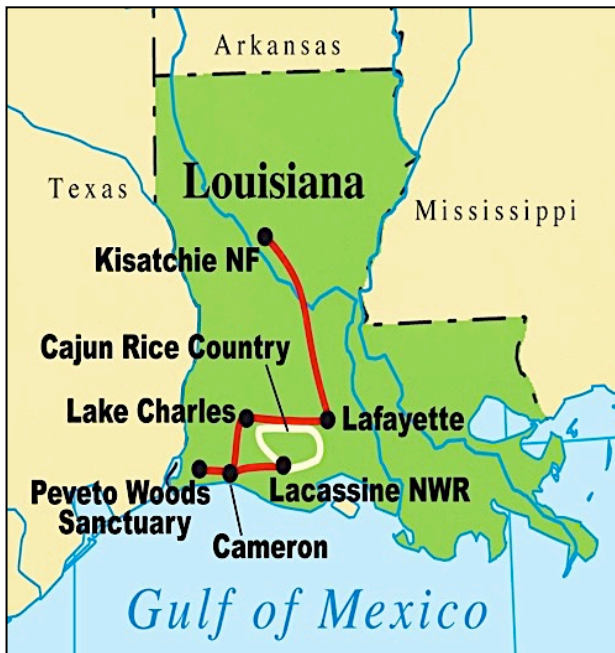 Arkansas
Louisiana
Texas
Mississippi
Kisatchie NF
Cajun Rice Country
Lake Charles
Lafayette
Peveto Woods
Sanctuary
Lacassine NWR
Cameron
Gulf of Mexico